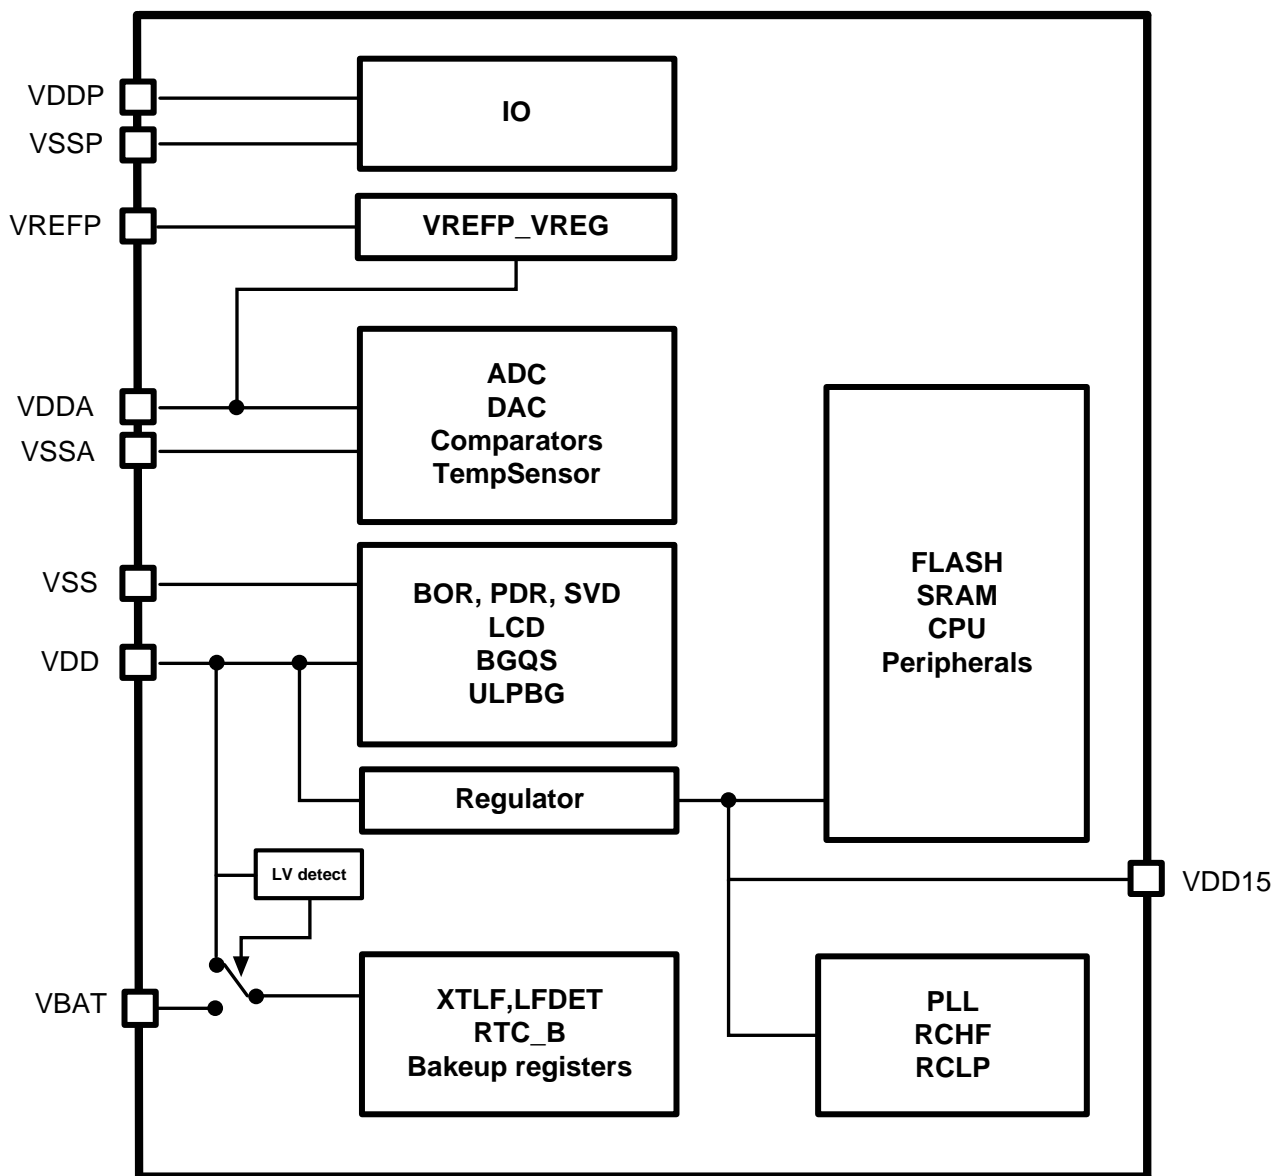 VDDP
IO
VSSP
VREFP
VREFP_VREG
ADC
DAC
Comparators
TempSensor
VDDA
VSSA
VSS
BOR, PDR, SVD
LCD
BGQS
ULPBG
VDD
FLASH
SRAM
CPU
Peripherals
Regulator
LV detect
VDD15
VBAT
XTLF,LFDET
RTC_B
Bakeup registers
PLL
RCHF
RCLP